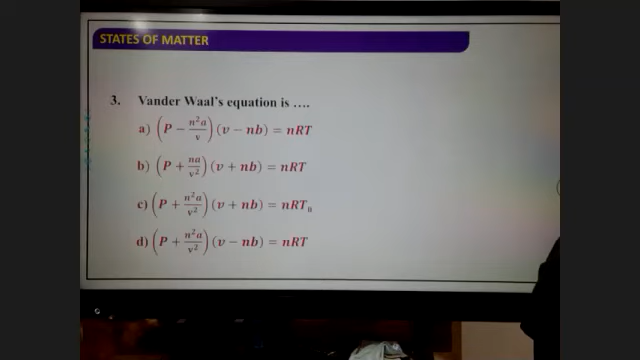 STATES OF MATTER
3. Vander Waal's equation is ....
a) (P − n²a/v) (v − nb) = nRT
b) (P + na/v²) (v + nb) = nRT
c) (P + n²a/v²) (v + nb) = nRT
d) (P + n²a/v²) (v − nb) = nRT